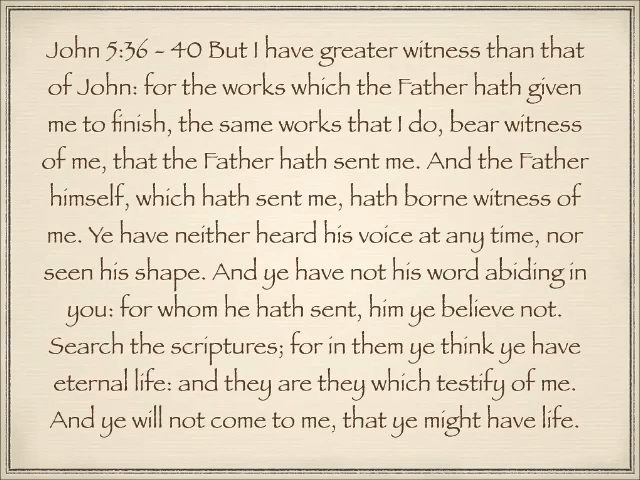 John 5:36 - 40 But I have greater witness than that
of John: for the works which the Father hath given
me to finish, the same works that I do, bear witness
of me, that the Father hath sent me. And the Father
himself, which hath sent me, hath borne witness of
me. Ye have neither heard his voice at any time, nor
seen his shape. And ye have not his word abiding in
you: for whom he hath sent, him ye believe not.
Search the scriptures; for in them ye think ye have
eternal life: and they are they which testify of me.
And ye will not come to me, that ye might have life.